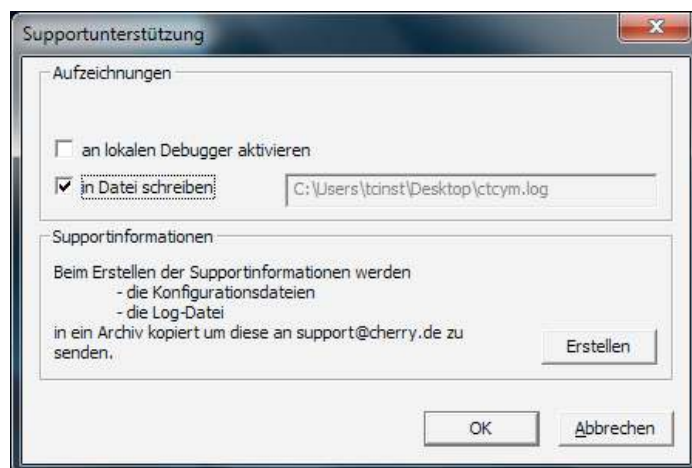 Supportunterstützung
Aufzeichnungen
an lokalen Debugger aktivieren
in Datei schreiben
C:\Users\tcinst\Desktop\ctcym.log
Supportinformationen
Beim Erstellen der Supportinformationen werden
- die Konfigurationsdateien
- die Log-Datei
in ein Archiv kopiert um diese an support@cherry.de zu
senden.
Erstellen
OK
Abbrechen